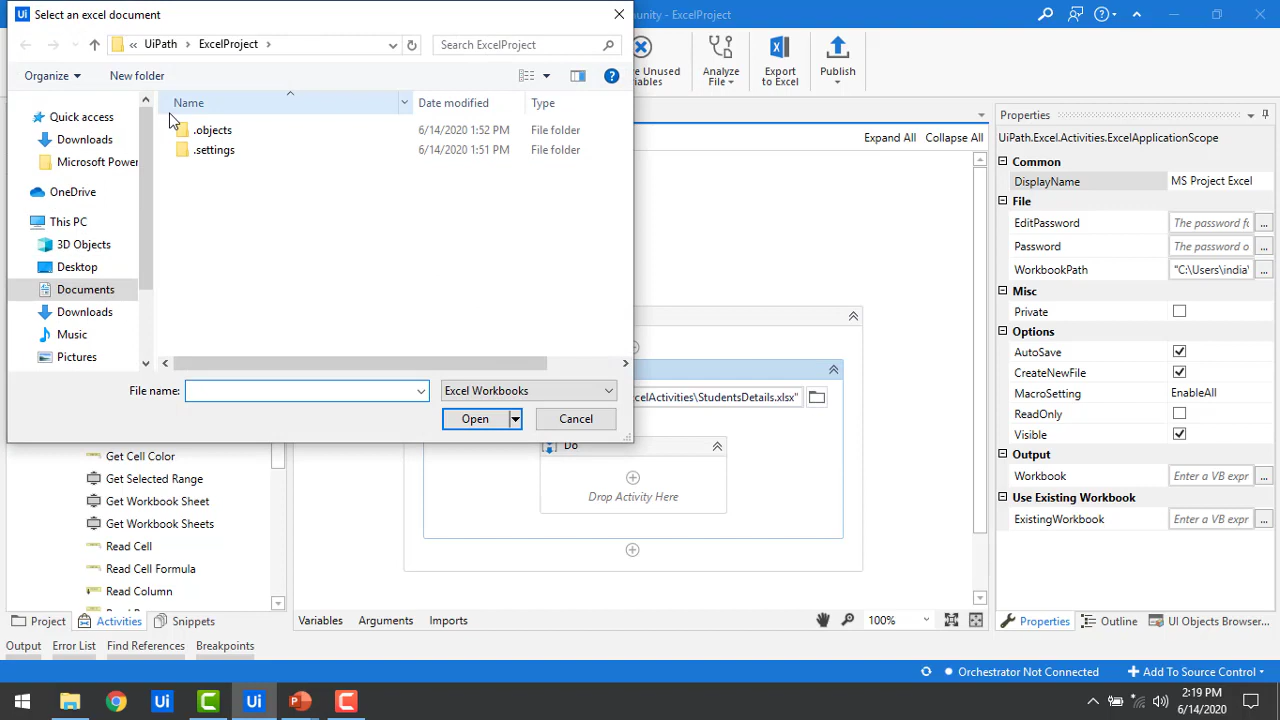 Select an excel document
unity - ExcelProject
UiPath
ExcelProject
Search ExcelProject
Organize
New folder
Unused
ables
Analyze
File
Export
to Excel
Publish
Quick access
Downloads
Microsoft Power
OneDrive
This PC
3D Objects
Desktop
Documents
Downloads
Music
Pictures
Name
Date modified
Type
.objects
6/14/2020 1:52 PM
File folder
.settings
6/14/2020 1:51 PM
File folder
File name:
Excel Workbooks
Open
Cancel
Expand All
Collapse All
celActivities\StudentsDetails.xlsx"
Do
Drop Activity Here
Properties
UiPath.Excel.Activities.ExcelApplicationScope
Common
DisplayName
MS Project Excel
File
EditPassword
The password f
Password
The password o
WorkbookPath
"C:\Users\india\
Misc
Private
Options
AutoSave
CreateNewFile
MacroSetting
EnableAll
ReadOnly
Visible
Output
Workbook
Enter a VB expr
Use Existing Workbook
ExistingWorkbook
Enter a VB expr
Get Cell Color
Get Selected Range
Get Workbook Sheet
Get Workbook Sheets
Read Cell
Read Cell Formula
Read Column
Project
Activities
Snippets
Variables
Arguments
Imports
100%
Properties
Outline
UI Objects Browser...
Output
Error List
Find References
Breakpoints
Orchestrator Not Connected
Add To Source Control
2:19 PM
6/14/2020